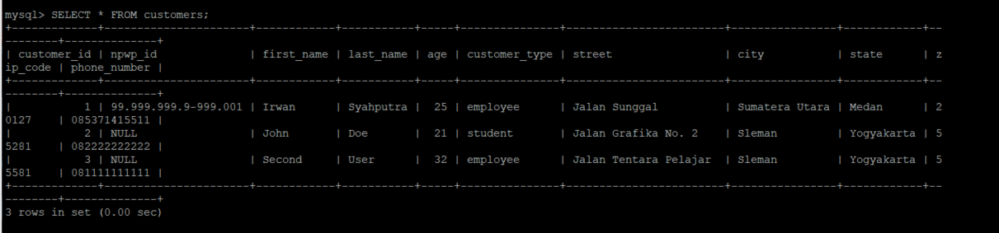 mysql> SELECT * FROM customers;
+-------------+----------------------+------------+-----------+-----+---------------+------------------------+----------------+------------+--
--------+--------------+
| customer_id | npwp_id              | first_name | last_name | age | customer_type | street                 | city           | state      | z
ip_code | phone_number |
+-------------+----------------------+------------+-----------+-----+---------------+------------------------+----------------+------------+--
--------+--------------+
|           1 | 99.999.999.9-999.001 | Irwan      | Syahputra |  25 | employee      | Jalan Sunggal          | Sumatera Utara | Medan      | 2
0127    | 085371415511 |
|           2 | NULL                 | John       | Doe       |  21 | student       | Jalan Grafika No. 2    | Sleman         | Yogyakarta | 5
5281    | 082222222222 |
|           3 | NULL                 | Second     | User      |  32 | employee      | Jalan Tentara Pelajar  | Sleman         | Yogyakarta | 5
5581    | 081111111111 |
+-------------+----------------------+------------+-----------+-----+---------------+------------------------+----------------+------------+--
--------+--------------+
3 rows in set (0.00 sec)